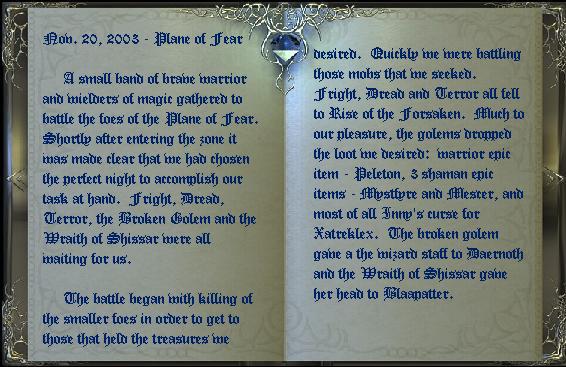 Nov. 20, 2003 - Plane of Fear
A small band of brave warrior
and wielders of magic gathered to
battle the foes of the Plane of Fear.
Shortly after entering the zone it
was made clear that we had chosen
the perfect night to accomplish our
task at hand. Fright, Dread,
Terror, the Broken Golem and the
Wraith of Shissar were all
waiting for us.
The battle began with killing of
the smaller foes in order to get to
those that held the treasures we
desired. Quickly we were battling
those mobs that we seeked.
Fright, Dread and Terror all fell
to Rise of the Forsaken. Much to
our pleasure, the golems dropped
the loot we desired: warrior epic
item - Peleton, 3 shaman epic
items - Mystfyre and Mescer, and
most of all Inny's curse for
Xatreklex. The broken golem
gave a the wizard staff to Daernoth
and the Wraith of Shissar gave
her head to Blaapatter.